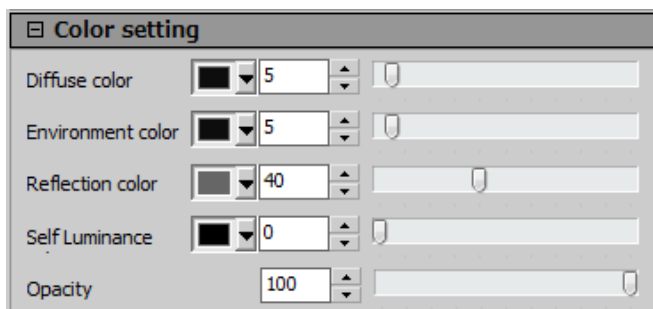 Color setting
Diffuse color 5
Environment color 5
Reflection color 40
Self Luminance 0
Opacity 100